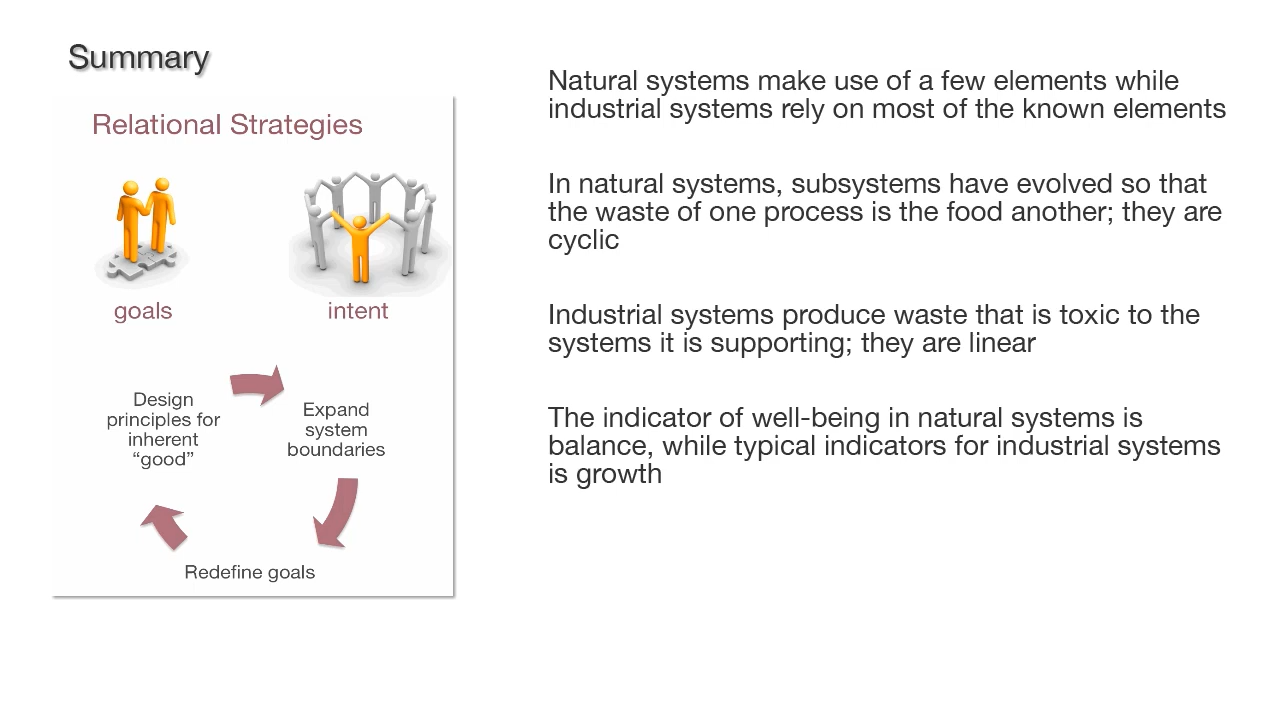 Summary
Relational Strategies
goals
intent
Design
principles for
inherent
“good”
Expand
system
boundaries
Redefine goals
Natural systems make use of a few elements while
industrial systems rely on most of the known elements
In natural systems, subsystems have evolved so that
the waste of one process is the food another; they are
cyclic
Industrial systems produce waste that is toxic to the
systems it is supporting; they are linear
The indicator of well-being in natural systems is
balance, while typical indicators for industrial systems
is growth